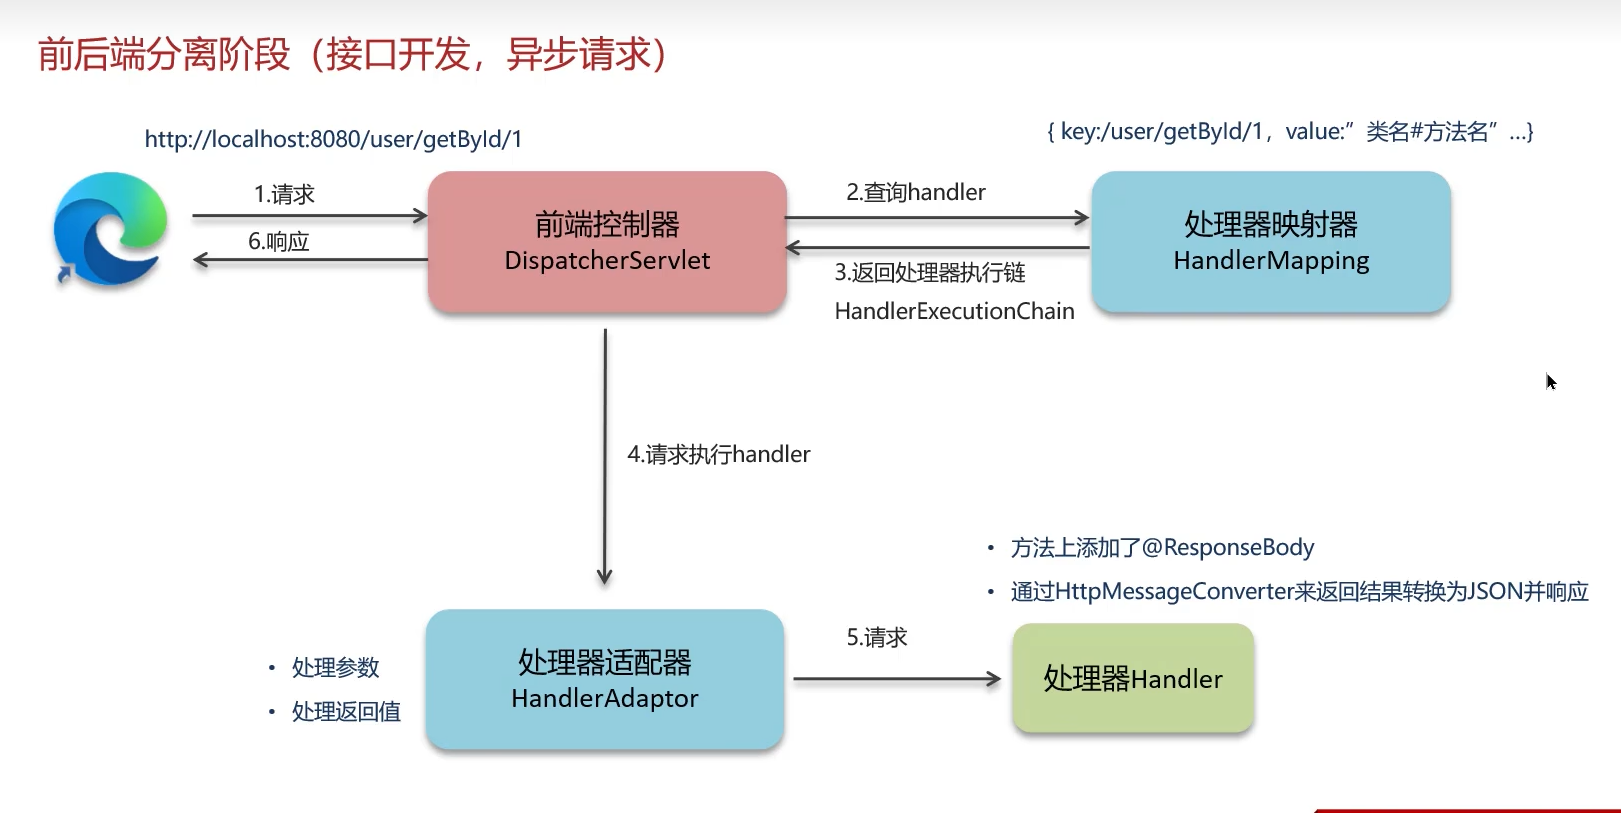 前后端分离阶段（接口开发，异步请求）
http://localhost:8080/user/getById/1
{ key:/user/getById/1，value:”类名#方法名”...}
1.请求
6.响应
前端控制器
DispatcherServlet
2.查询handler
3.返回处理器执行链
HandlerExecutionChain
处理器映射器
HandlerMapping
4.请求执行handler
• 方法上添加了@ResponseBody
• 通过HttpMessageConverter来返回结果转换为JSON并响应
• 处理参数
• 处理返回值
处理器适配器
HandlerAdaptor
5.请求
处理器Handler